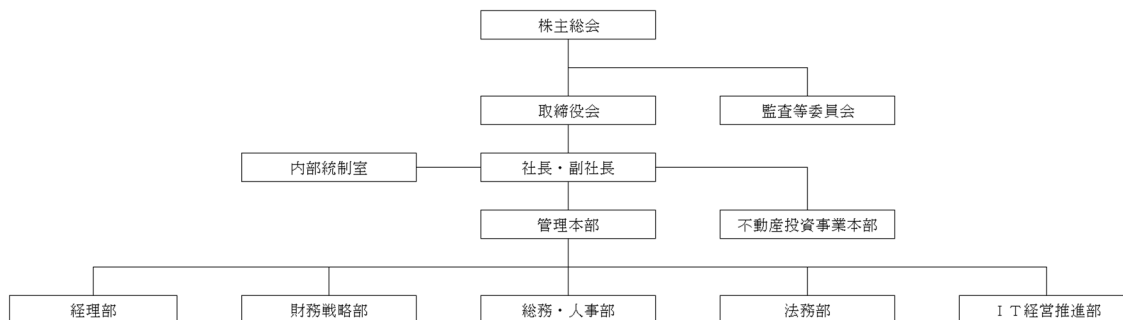 株主総会
取締役会
監査等委員会
内部統制室
社長・副社長
管理本部
不動産投資事業本部
経理部
財務戦略部
総務・人事部
法務部
ＩＴ経営推進部